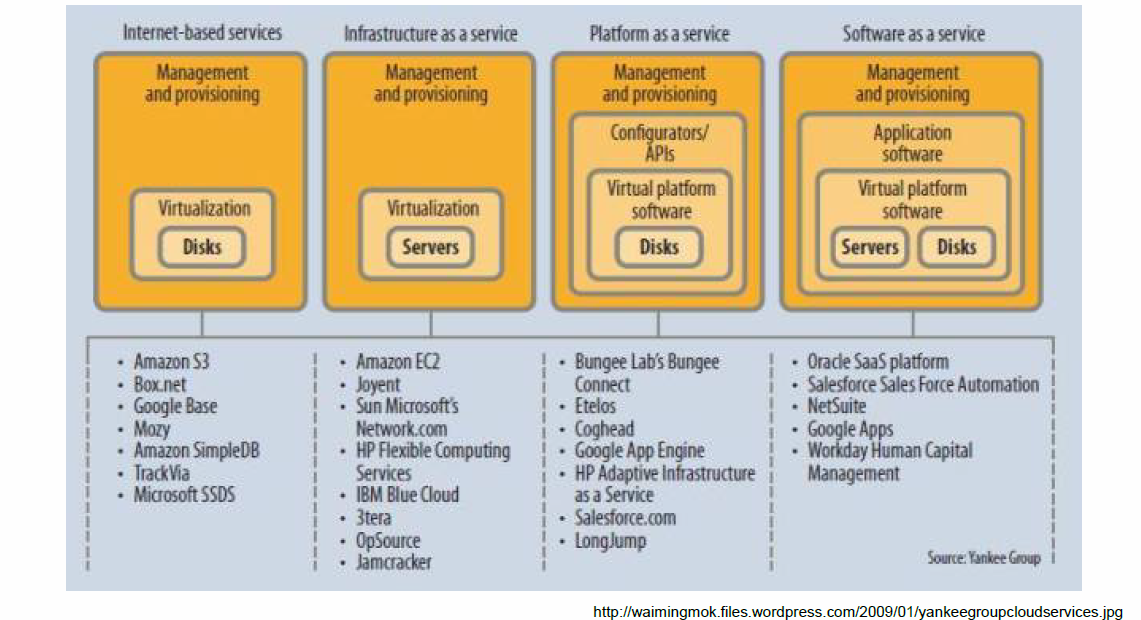 Internet-based services
Management
and provisioning
Virtualization
Disks
Infrastructure as a service
Management
and provisioning
Virtualization
Servers
Platform as a service
Management
and provisioning
Configurators/
APIs
Virtual platform
software
Disks
Software as a service
Management
and provisioning
Application
software
Virtual platform
software
Servers
Disks
• Amazon S3
• Box.net
• Google Base
• Mozy
• Amazon SimpleDB
• TrackVia
• Microsoft SSDS
• Amazon EC2
• Joyent
• Sun Microsoft's
Network.com
• HP Flexible Computing
Services
• IBM Blue Cloud
• 3tera
• OpSource
• Jamcracker
• Bungee Lab's Bungee
Connect
• Etelos
• Coghead
• Google App Engine
• HP Adaptive Infrastructure
as a Service
• Salesforce.com
• LongJump
• Oracle SaaS platform
• Salesforce Sales Force Automation
• NetSuite
• Google Apps
• Workday Human Capital
Management
Source: Yankee Group
http://waimingmok.files.wordpress.com/2009/01/yankeegroupcloudservices.jpg